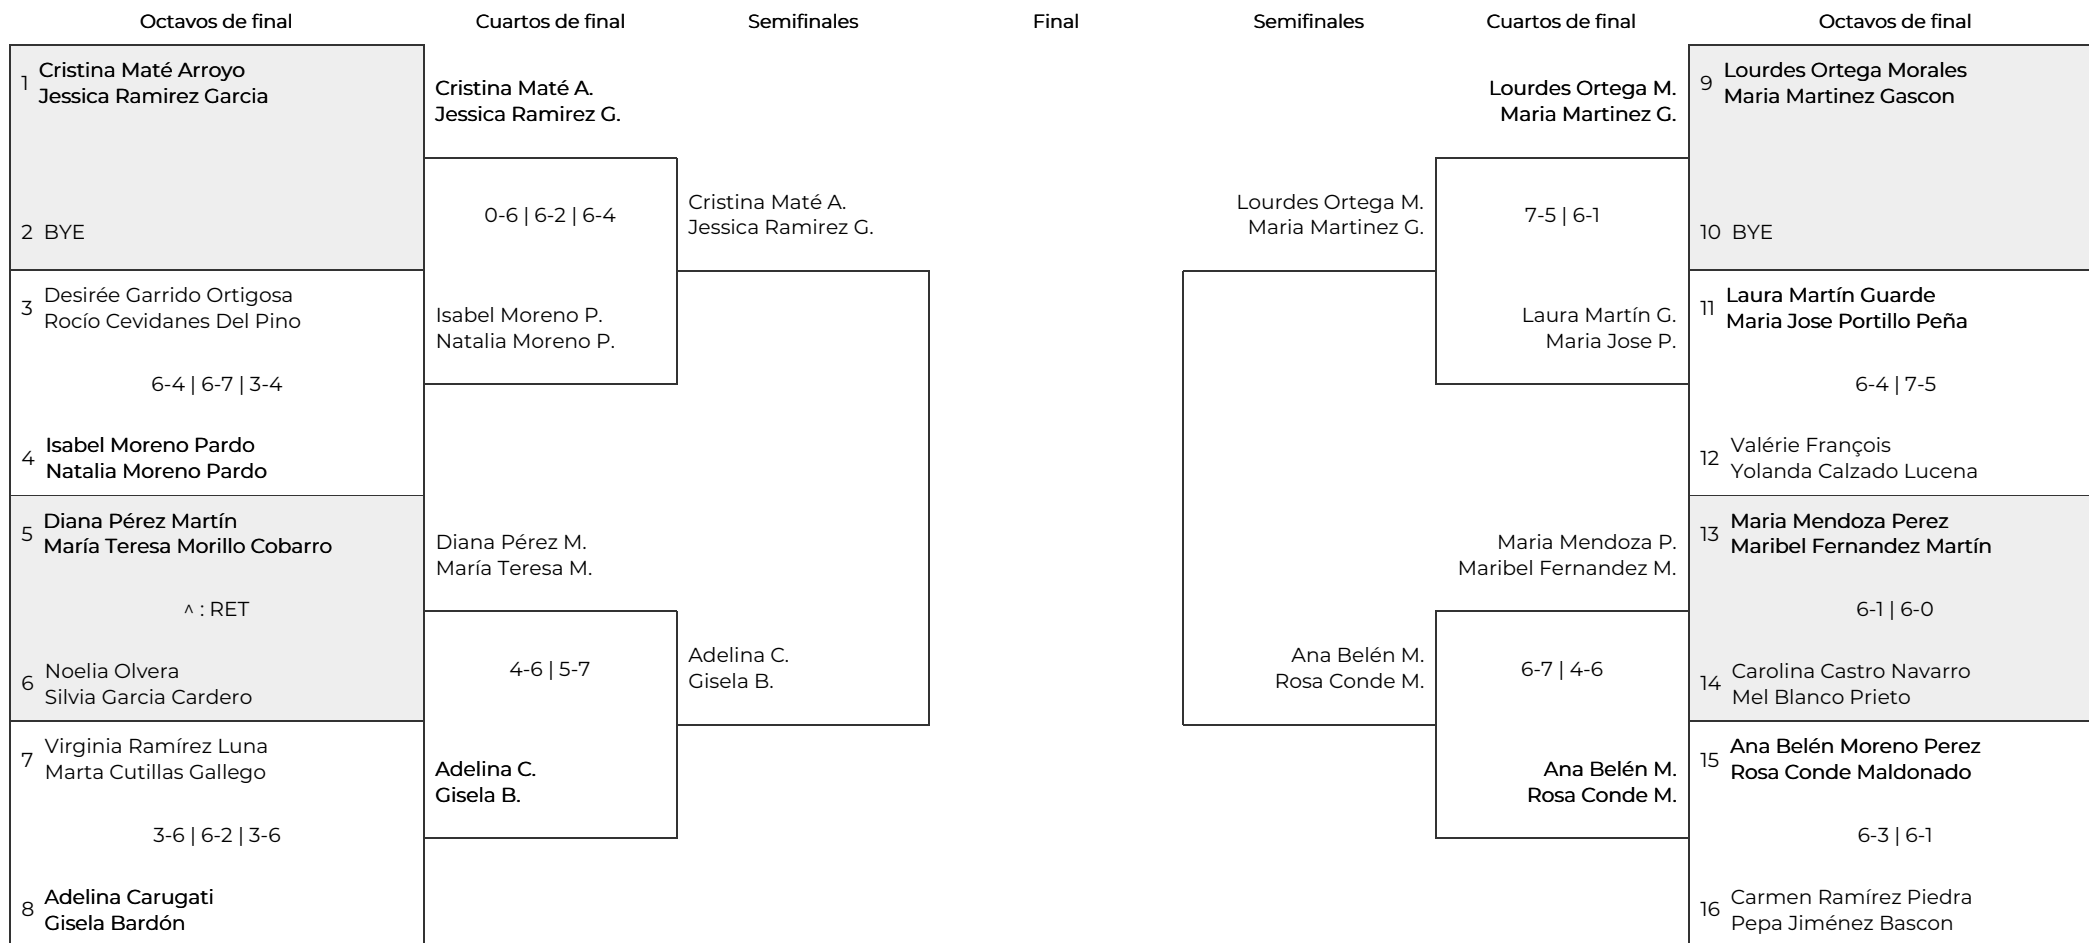 Octavos de final
Cuartos de final
Semifinales
Final
Semifinales
Cuartos de final
Octavos de final
1
Cristina Maté Arroyo
Jessica Ramirez Garcia
2 BYE
3
Desirée Garrido Ortigosa
Rocío Cevidanes Del Pino
6-4 | 6-7 | 3-4
4
Isabel Moreno Pardo
Natalia Moreno Pardo
5
Diana Pérez Martín
María Teresa Morillo Cobarro
^ : RET
6
Noelia Olvera
Silvia Garcia Cardero
7
Virginia Ramírez Luna
Marta Cutillas Gallego
3-6 | 6-2 | 3-6
8
Adelina Carugati
Gisela Bardón
Cristina Maté A.
Jessica Ramirez G.
0-6 | 6-2 | 6-4
Isabel Moreno P.
Natalia Moreno P.
Diana Pérez M.
María Teresa M.
4-6 | 5-7
Adelina C.
Gisela B.
Cristina Maté A.
Jessica Ramirez G.
Adelina C.
Gisela B.
Lourdes Ortega M.
Maria Martinez G.
Ana Belén M.
Rosa Conde M.
Lourdes Ortega M.
Maria Martinez G.
7-5 | 6-1
Laura Martín G.
Maria Jose P.
Maria Mendoza P.
Maribel Fernandez M.
6-7 | 4-6
Ana Belén M.
Rosa Conde M.
9
Lourdes Ortega Morales
Maria Martinez Gascon
10 BYE
11
Laura Martín Guarde
Maria Jose Portillo Peña
6-4 | 7-5
12
Valérie François
Yolanda Calzado Lucena
13
Maria Mendoza Perez
Maribel Fernandez Martín
6-1 | 6-0
14
Carolina Castro Navarro
Mel Blanco Prieto
15
Ana Belén Moreno Perez
Rosa Conde Maldonado
6-3 | 6-1
16
Carmen Ramírez Piedra
Pepa Jiménez Bascon